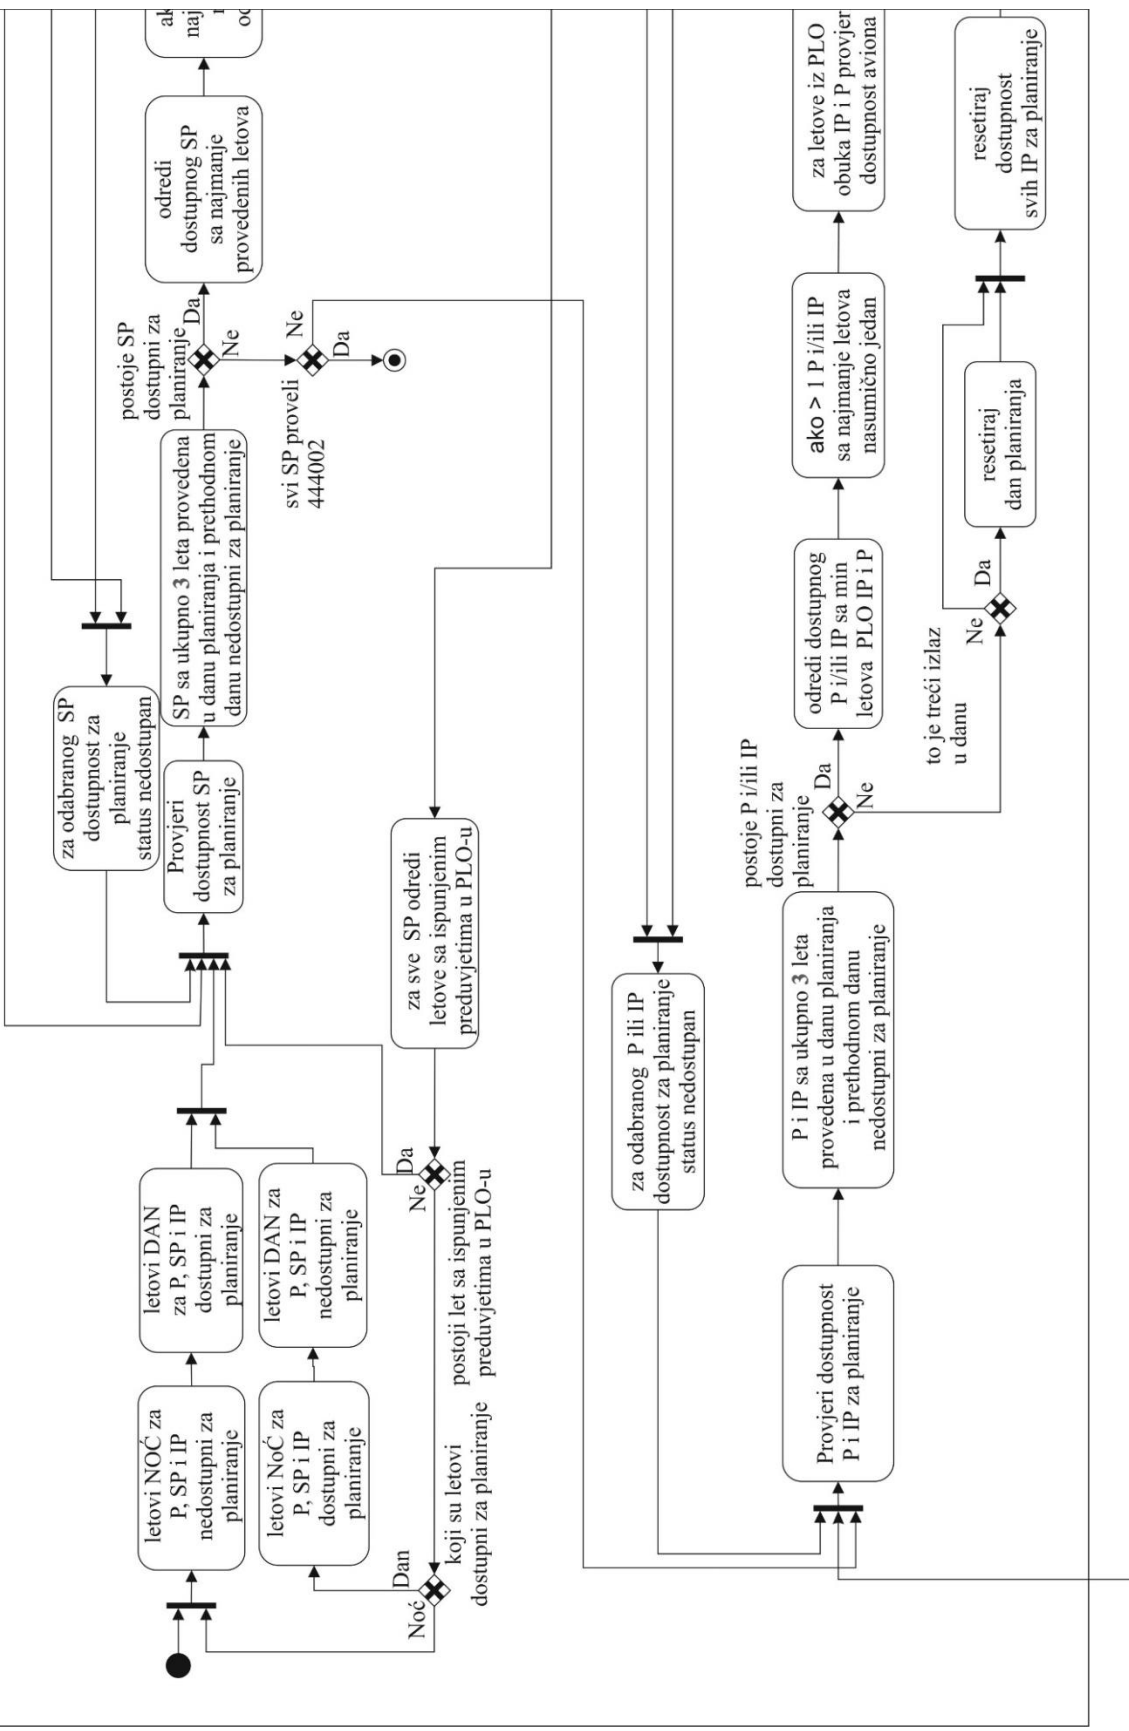 letovi NOĆ za
P, SP i IP
nedostupni za
planiranje
letovi DAN
za P, SP i IP
dostupni za
planiranje
letovi NoĆ za
P, SP i IP
dostupni za
planiranje
letovi DAN za
P, SP i IP
nedostupni za
planiranje
Noć
Dan
koji su letovi
dostupni za planiranje
Ne
Da
postoji let sa ispunjenim
preduvjetima u PLO-u
za sve SP odredi
letove sa ispunjenim
preduvjetima u PLO-u
za odabranog SP
dostupnost za
planiranje
status nedostupan
Provjeri
dostupnost SP
za planiranje
SP sa ukupno 3 leta provedena
u danu planiranja i prethodnom
danu nedostupni za planiranje
postoje SP
dostupni za
planiranje
Da
Ne
svi SP proveli
444002
Ne
Da
odredi
dostupnog SP
sa najmanje
provedenih letova
Provjeri dostupnost
P i IP za planiranje
za odabranog P ili IP
dostupnost za planiranje
status nedostupan
P i IP sa ukupno 3 leta
provedena u danu planiranja
i prethodnom danu
nedostupni za planiranje
postoje P i/ili IP
dostupni za
planiranje
Da
Ne
odredi dostupnog
P i/ili IP sa min
letova PLO IP i P
ako > 1 P i/ili IP
sa najmanje letova
nasumično jedan
za letove iz PLO
obuka IP i P provjer
dostupnost aviona
to je treći izlaz
u danu
Ne
Da
resetiraj
dan planiranja
resetiraj
dostupnost
svih IP za planiranje